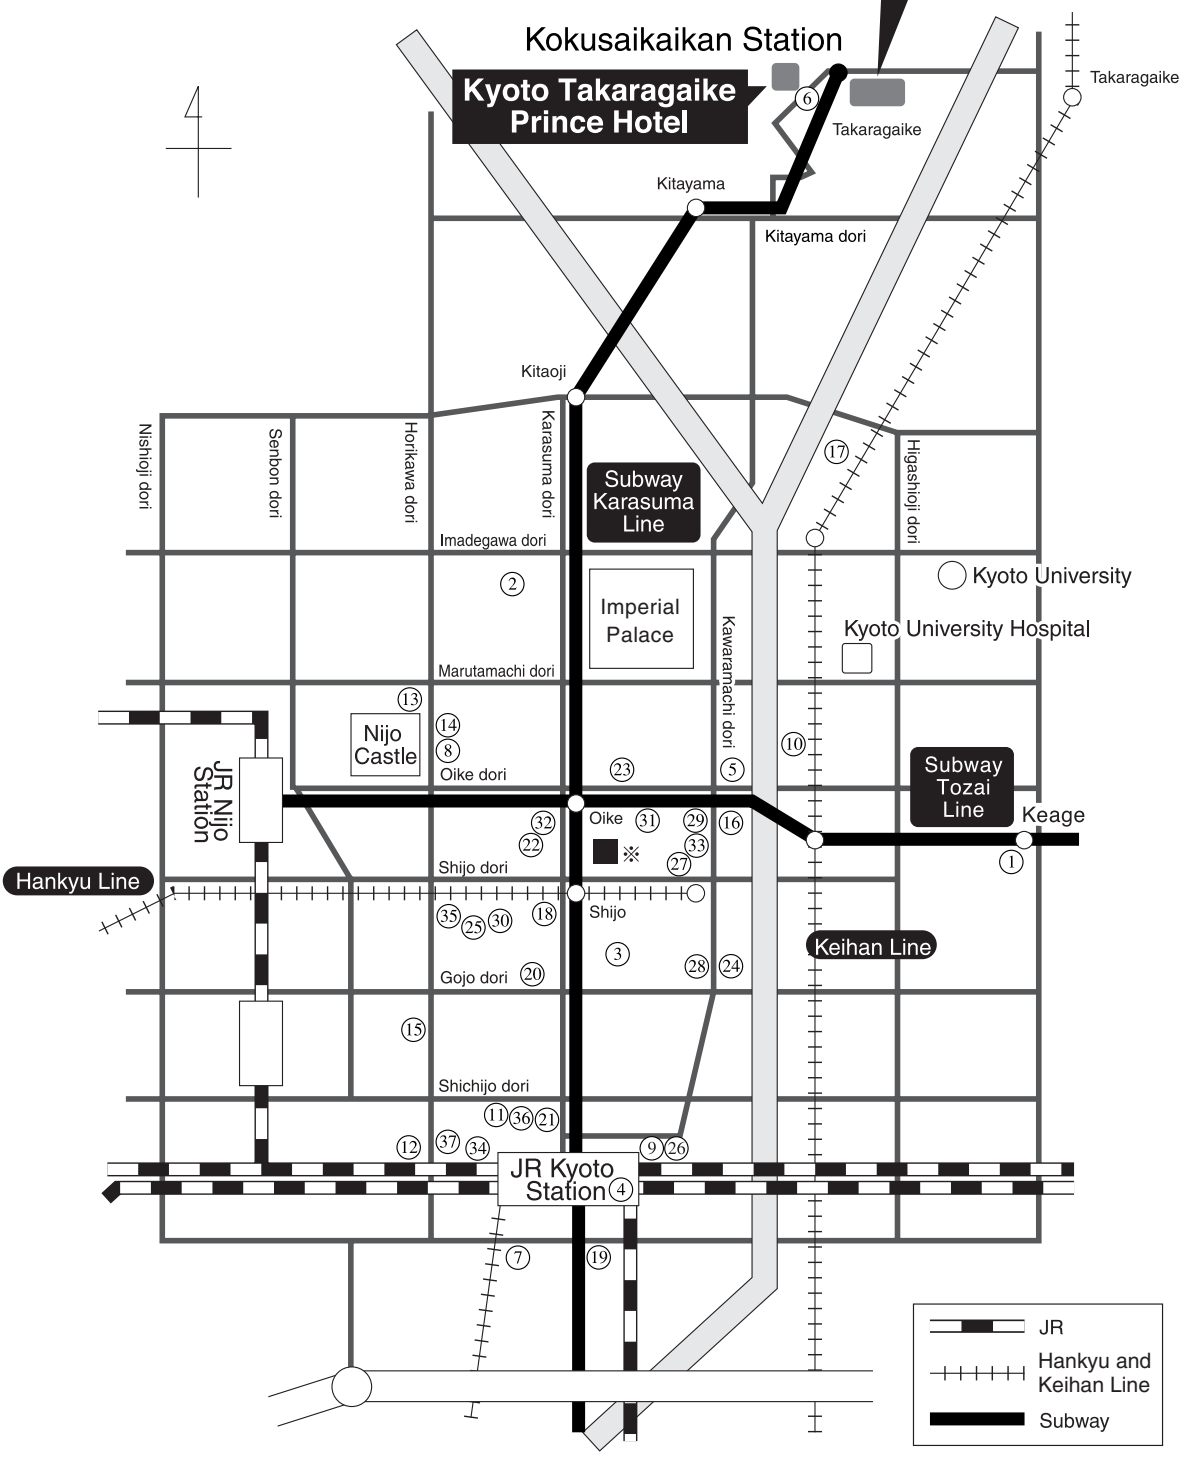 Kokusaikaikan Station
Kyoto Takaragaike
Prince Hotel
6
Takaragaike
Takaragaike
Kitayama
Kitayama dori
Kitaoji
Nishioji dori
Senbon dori
Horikawa dori
Karasuma dori
Subway
Karasuma
Line
17
Higashioji dori
Imadegawa dori
2
Imperial
Palace
Kyoto University
Kyoto University Hospital
Kawaramachi dori
Marutamachi dori
13
14
8
Nijo
Castle
10
Oike dori
23
5
Subway
Tozai
Line
JR Nijo
Station
Keage
32
Oike
31
29
16
22
※
33
27
1
Shijo dori
Hankyu Line
35
25
30
18
Shijo
3
Keihan Line
28
24
Gojo dori
20
15
Shichijo dori
11
36
21
12
37
34
9
26
JR Kyoto
Station
4
7
19
JR
Hankyu and
Keihan Line
Subway